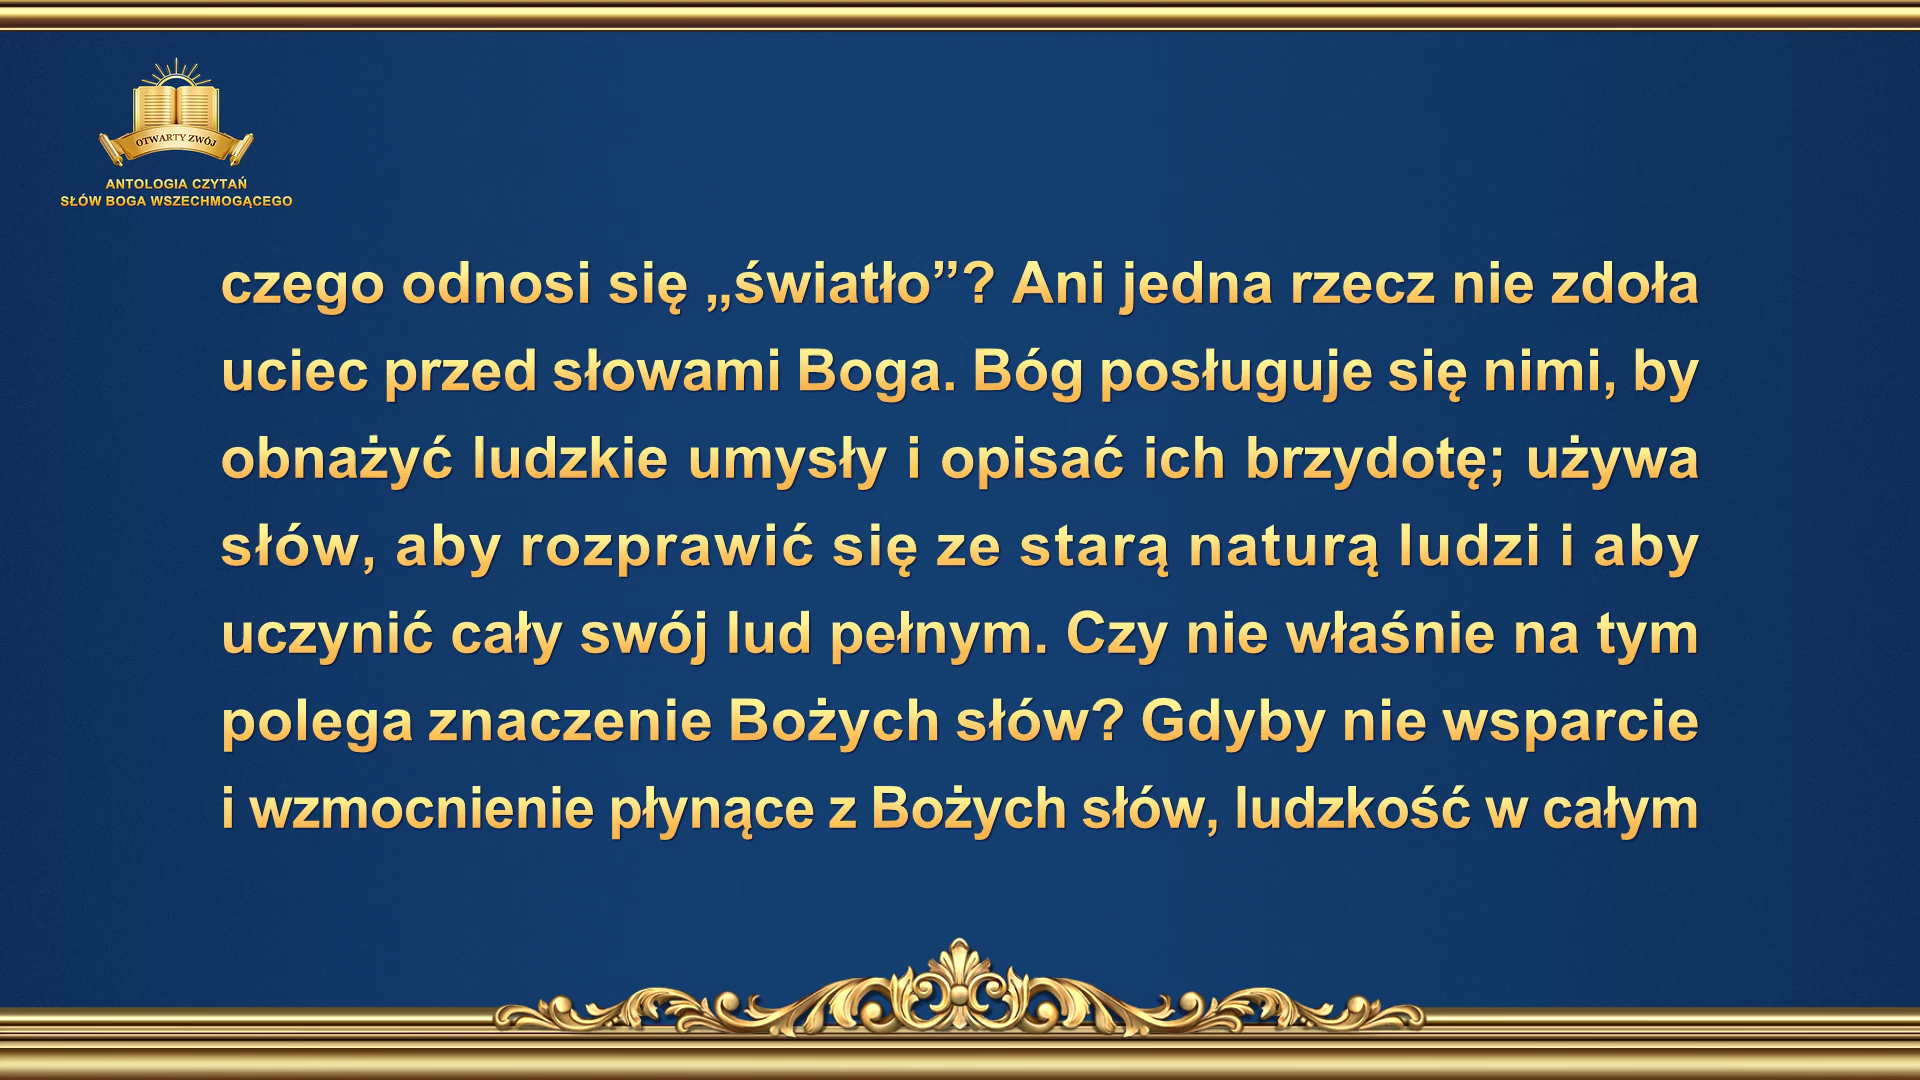 OTWARTY ZWÓJ
ANTOLOGIA CZYTAŃ
SŁÓW BOGA WSZECHMOGĄCEGO
czego odnosi się „światło”? Ani jedna rzecz nie zdoła
uciec przed słowami Boga. Bóg posługuje się nimi, by
obnażyć ludzkie umysły i opisać ich brzydotę; używa
słów, aby rozprawić się ze starą naturą ludzi i aby
uczynić cały swój lud pełnym. Czy nie właśnie na tym
polega znaczenie Bożych słów? Gdyby nie wsparcie
i wzmocnienie płynące z Bożych słów, ludzkość w całym